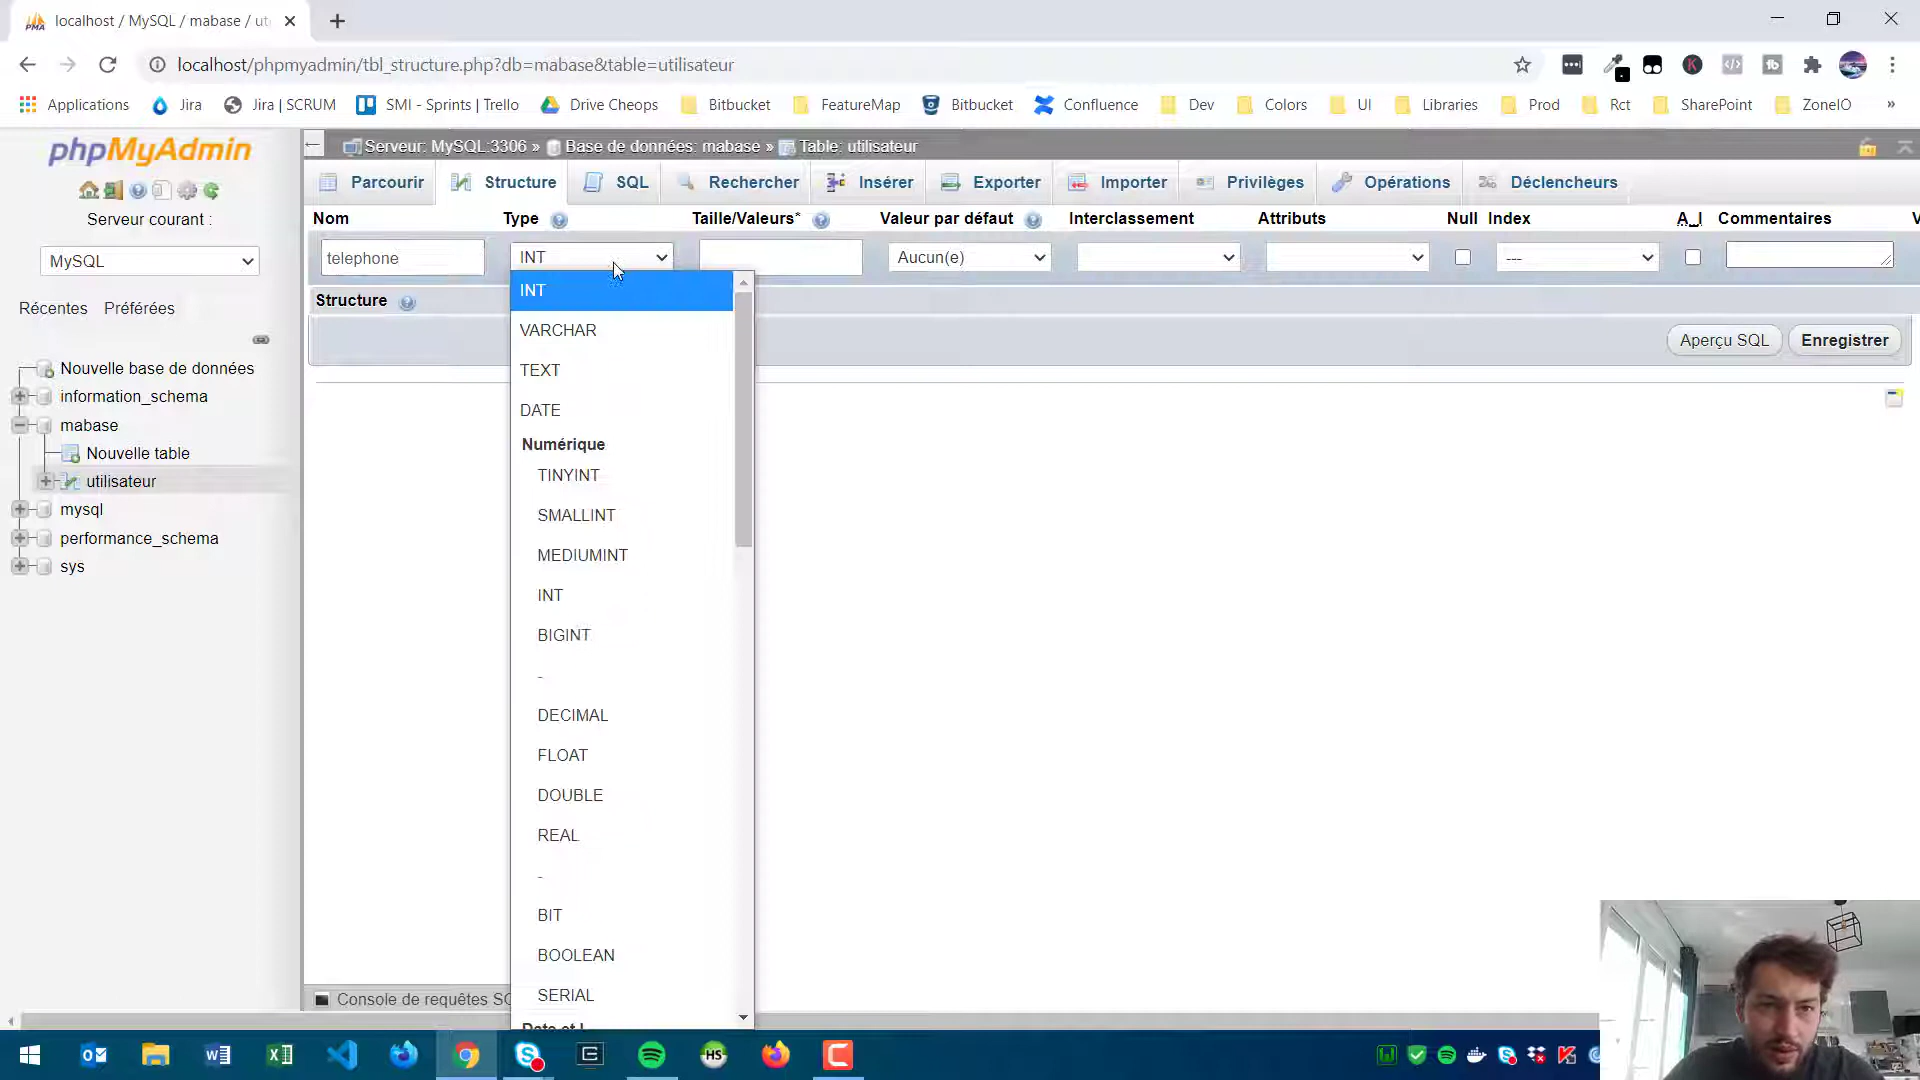 localhost / MySQL / mabase / ut
localhost/phpmyadmin/tbl_structure.php?db=mabase&table=utilisateur
Applications Jira Jira | SCRUM SMI - Sprints | Trello Drive Cheops Bitbucket FeatureMap Bitbucket Confluence Dev Colors UI Libraries Prod Rct SharePoint ZoneIO »
phpMyAdmin
Serveur courant :
MySQL
Récentes Préférées
Nouvelle base de données
information_schema
mabase
Nouvelle table
utilisateur
mysql
performance_schema
sys
Serveur: MySQL:3306 » Base de données: mabase » Table: utilisateur
Parcourir Structure SQL Rechercher Insérer Exporter Importer Privilèges Opérations Déclencheurs
Nom Type Taille/Valeurs* Valeur par défaut Interclassement Attributs Null Index A_I Commentaires V
telephone INT Aucun(e) ---
Structure
Aperçu SQL Enregistrer
INT
VARCHAR
TEXT
DATE
Numérique
TINYINT
SMALLINT
MEDIUMINT
INT
BIGINT
-
DECIMAL
FLOAT
DOUBLE
REAL
-
BIT
BOOLEAN
SERIAL
Console de requêtes SQ